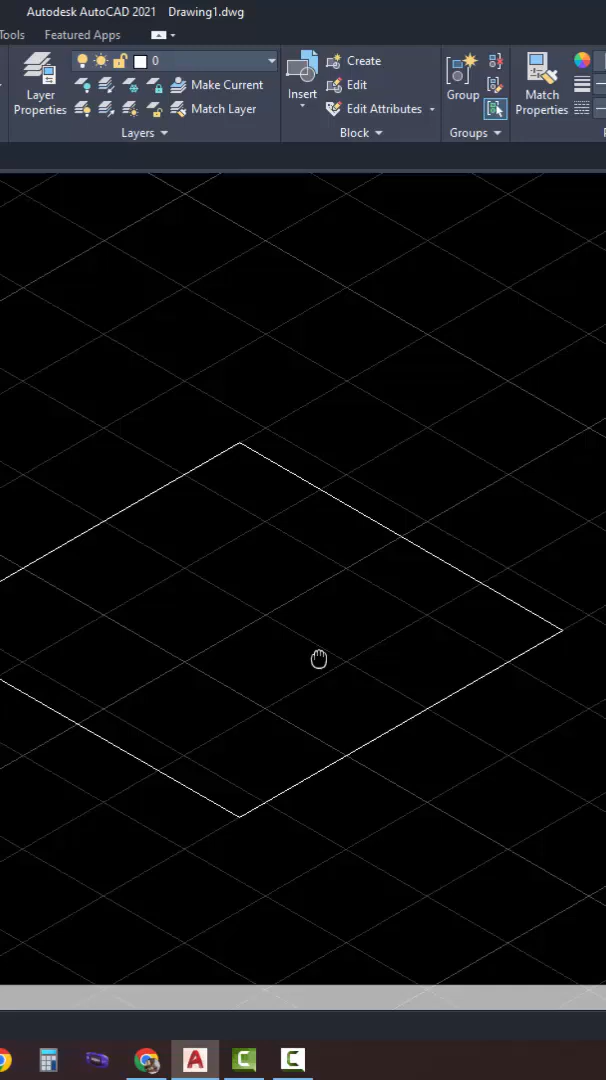 Autodesk AutoCAD 2021 Drawing1.dwg
Tools Featured Apps
0
Layer Properties
Make Current
Match Layer
Layers
Insert
Create
Edit
Edit Attributes
Block
Group
Groups
Match Properties